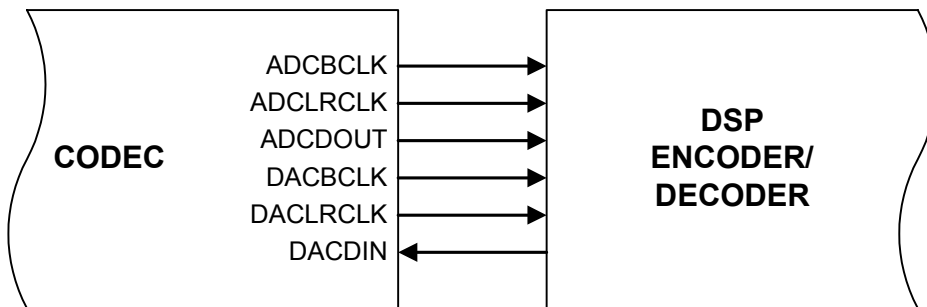 CODEC
ADCBCLK
ADCLRCLK
ADCDOUT
DACBCLK
DACLRCLK
DACDIN
DSP
ENCODER/
DECODER